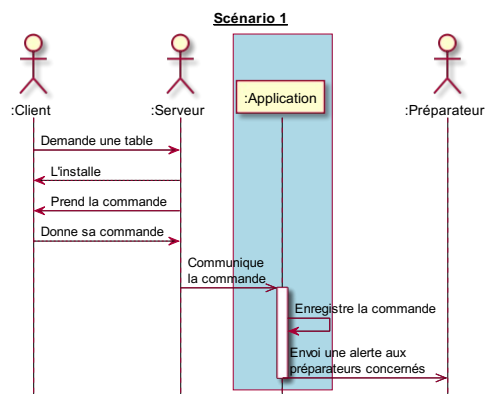 Scénario 1
:Client
:Serveur
:Application
:Préparateur
Demande une table
L'installe
Prend la commande
Donne sa commande
Communique
la commande
Enregistre la commande
Envoi une alerte aux
préparateurs concernés